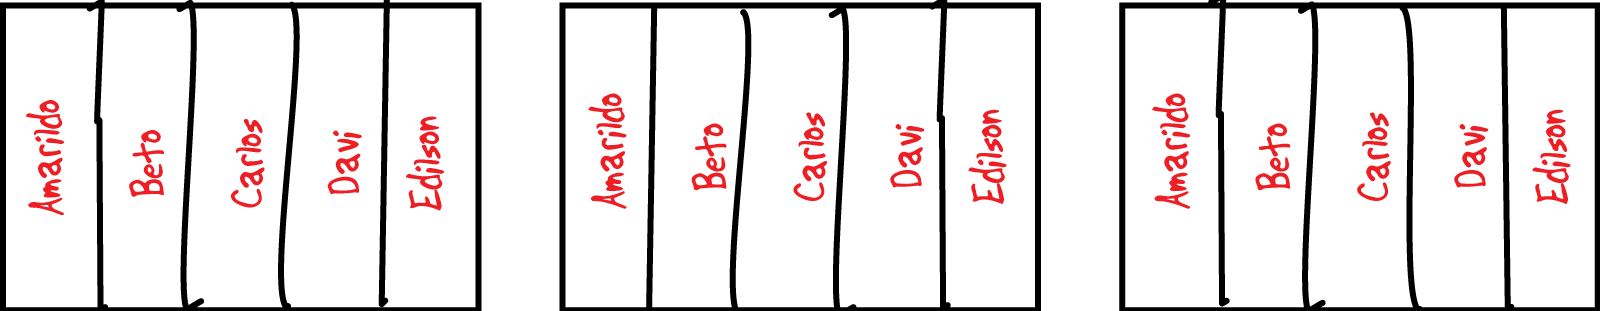 Amarildo
Beto
Carlos
Davi
Edilson
Amarildo
Beto
Carlos
Davi
Edilson
Amarildo
Beto
Carlos
Davi
Edilson